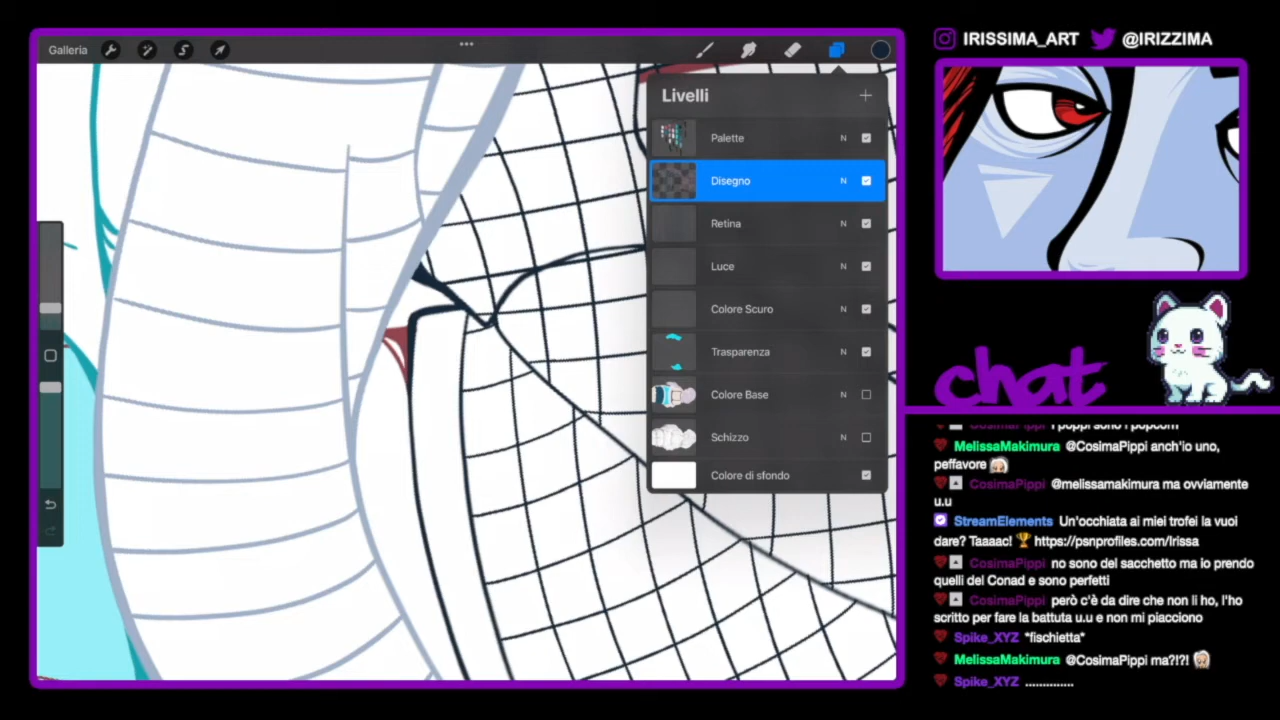 Galleria
IRISSIMA_ART @IRIZZIMA
Livelli
Palette N
Disegno N
Retina N
Luce N
Colore Scuro N
Trasparenza N
Colore Base N
Schizzo N
Colore di sfondo
chat
CosimaPippi i poppi sono i popcorn
MelissaMakimura @CosimaPippi anch'io uno,
peffavore
CosimaPippi @melissamakimura ma ovviamente
u.u
StreamElements Un'occhiata ai miei trofei la vuoi
dare? Taaaac! 🏆 https://psnprofiles.com/Irissa
CosimaPippi no sono del sacchetto ma io prendo
quelli del Conad e sono perfetti
CosimaPippi però c'è da dire che non li ho, l'ho
scritto per fare la battuta u.u e non mi piacciono
Spike_XYZ *fischietta*
MelissaMakimura @CosimaPippi ma?!?!
Spike_XYZ ..............